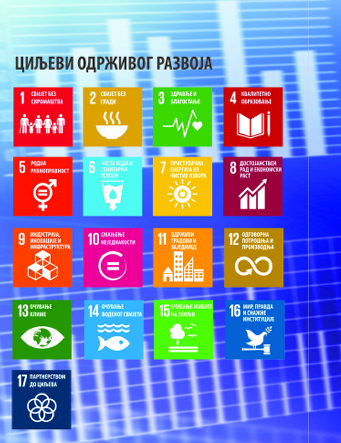 ЦИЉЕВИ ОДРЖИВОГ РАЗВОЈА
1 СВИЈЕТ БЕЗ
СИРОМАШТВА
2 СВИЈЕТ БЕЗ
ГЛАДИ
3 ЗДРАВЉЕ И
БЛАГОСТАЊЕ
4 КВАЛИТЕТНО
ОБРАЗОВАЊЕ
5 РОДНА
РАВНОПРАВНОСТ
6 ЧИСТА ВОДА И
САНИТАРНИ
УСЛОВИ
7 ПРИСТУПАЧНА
ЕНЕРГИЈА ИЗ
ЧИСТИХ ИЗВОРА
8 ДОСТОЈАНСТВЕН
РАД И ЕКОНОМСКИ
РАСТ
9 ИНДУСТРИЈА,
ИНОВАЦИЈЕ И
ИНФРАСТРУКТУРА
10 СМАЊЕЊЕ
НЕЈЕДНАКОСТИ
11 ОДРЖИВИ
ГРАДОВИ И
ЗАЈЕДНИЦЕ
12 ОДГОВОРНА
ПОТРОШЊА И
ПРОИЗВОДЊА
13 ОЧУВАЊЕ
КЛИМЕ
14 ОЧУВАЊЕ
ВОДЕНОГ СВИЈЕТА
15 ОЧУВАЊЕ ЖИВОТА
НА ЗЕМЉИ
16 МИР, ПРАВДА
И СНАЖНЕ
ИНСТИТУЦИЈЕ
17 ПАРТНЕРСТВОМ
ДО ЦИЉЕВА